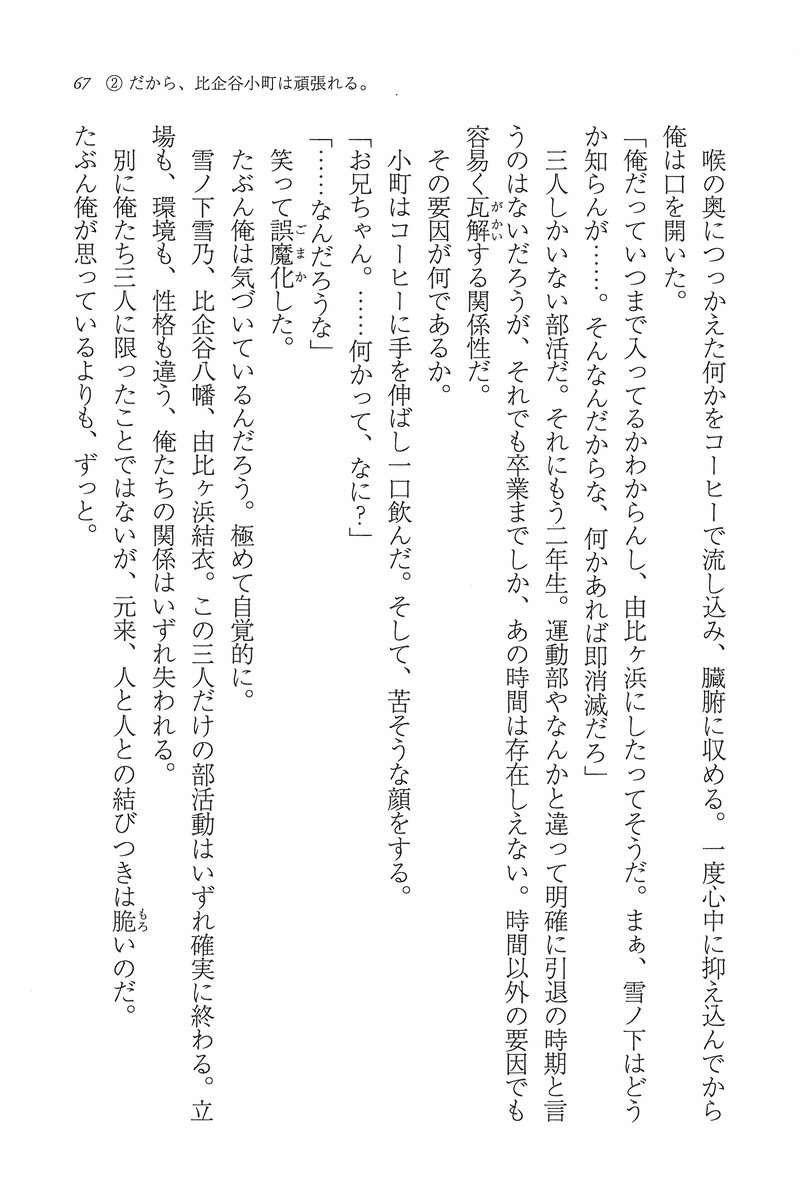 67　②だから、比企谷小町は頑張れる。
　喉の奥につっかえた何かをコーヒーで流し込み、臓腑に収める。一度心中に抑え込んでから
俺は口を開いた。
「俺だっていつまで入ってるかわからんし、由比ヶ浜にしたってそうだ。まぁ、雪ノ下はどう
か知らんが……。そんなんだからな、何かあれば即消滅だろ」
　三人しかいない部活だ。それにもう二年生。運動部やなんかと違って明確に引退の時期と言
うのはないだろうが、それでも卒業までしか、あの時間は存在しえない。時間以外の要因でも
容易く瓦解する関係性だ。
がかい
　その要因が何であるか。
　小町はコーヒーに手を伸ばし一口飲んだ。そして、苦そうな顔をする。
「お兄ちゃん。……何かって、なに？」
「……なんだろうな」
　笑って誤魔化した。
ごまか
　たぶん俺は気づいているんだろう。極めて自覚的に。
　雪ノ下雪乃、比企谷八幡、由比ヶ浜結衣。この三人だけの部活動はいずれ確実に終わる。立
場も、環境も、性格も違う、俺たちの関係はいずれ失われる。
　別に俺たち三人に限ったことではないが、元来、人と人との結びつきは脆いのだ。
もろ
たぶん俺が思っているよりも、ずっと。